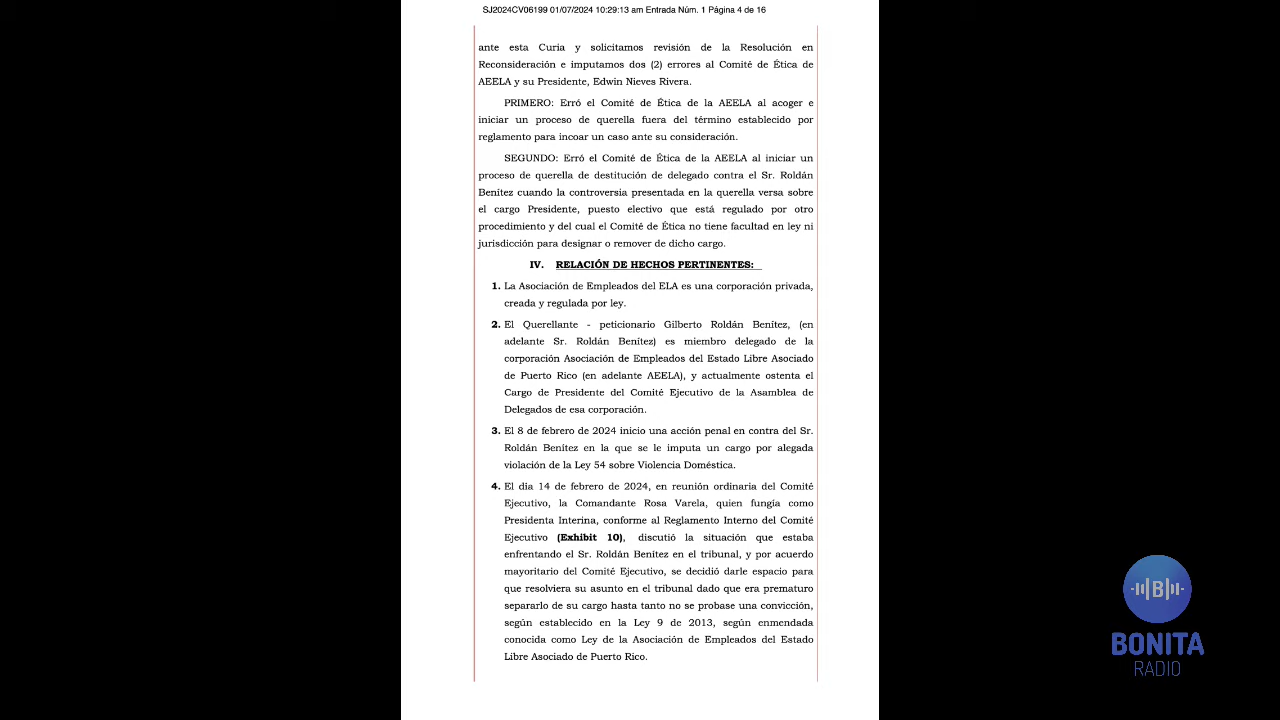 SJ2024CV06199 01/07/2024 10:29:13 am Entrada Núm. 1 Página 4 de 16
ante esta Curia y solicitamos revisión de la Resolución en
Reconsideración e imputamos dos (2) errores al Comité de Ética de
AEELA y su Presidente, Edwin Nieves Rivera.
PRIMERO: Erró el Comité de Ética de la AEELA al acoger e
iniciar un proceso de querella fuera del término establecido por
reglamento para incoar un caso ante su consideración.
SEGUNDO: Erró el Comité de Ética de la AEELA al iniciar un
proceso de querella de destitución de delegado contra el Sr. Roldán
Benítez cuando la controversia presentada en la querella versa sobre
el cargo Presidente, puesto electivo que está regulado por otro
procedimiento y del cual el Comité de Ética no tiene facultad en ley ni
jurisdicción para designar o remover de dicho cargo.
IV. RELACIÓN DE HECHOS PERTINENTES:
1. La Asociación de Empleados del ELA es una corporación privada,
creada y regulada por ley.
2. El Querellante - peticionario Gilberto Roldán Benítez, (en
adelante Sr. Roldán Benítez) es miembro delegado de la
corporación Asociación de Empleados del Estado Libre Asociado
de Puerto Rico (en adelante AEELA), y actualmente ostenta el
Cargo de Presidente del Comité Ejecutivo de la Asamblea de
Delegados de esa corporación.
3. El 8 de febrero de 2024 inicio una acción penal en contra del Sr.
Roldán Benítez en la que se le imputa un cargo por alegada
violación de la Ley 54 sobre Violencia Doméstica.
4. El día 14 de febrero de 2024, en reunión ordinaria del Comité
Ejecutivo, la Comandante Rosa Varela, quien fungía como
Presidenta Interina, conforme al Reglamento Interno del Comité
Ejecutivo (Exhibit 10), discutió la situación que estaba
enfrentando el Sr. Roldán Benítez en el tribunal, y por acuerdo
mayoritario del Comité Ejecutivo, se decidió darle espacio para
que resolviera su asunto en el tribunal dado que era prematuro
separarlo de su cargo hasta tanto no se probase una convicción,
según establecido en la Ley 9 de 2013, según enmendada
conocida como Ley de la Asociación de Empleados del Estado
Libre Asociado de Puerto Rico.
B
BONITA
RADIO